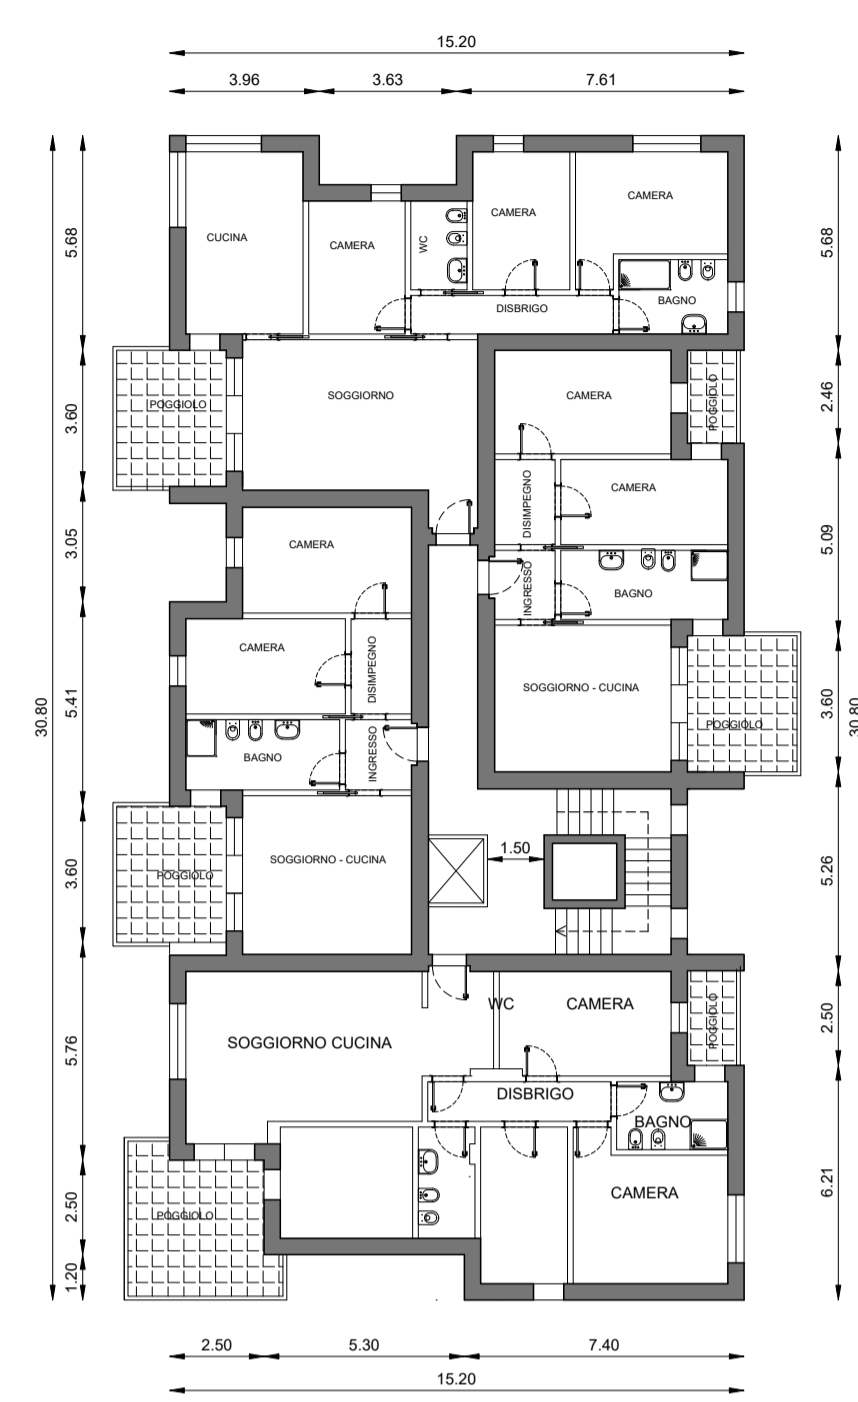 15.20
3.96
3.63
7.61
CAMERA
CAMERA
CUCINA
CAMERA
WC
5.68
5.68
BAGNO
DISBRIGO
SOGGIORNO
CAMERA
POGGIOLO
POGGIOLO
3.60
2.46
CAMERA
DISIMPEGNO
CAMERA
3.05
5.09
INGRESSO
BAGNO
CAMERA
DISIMPEGNO
SOGGIORNO - CUCINA
POGGIOLO
3.60
30.80
5.41
30.80
BAGNO
INGRESSO
SOGGIORNO - CUCINA
POGGIOLO
1.50
3.60
5.26
WC
CAMERA
POGGIOLO
2.50
SOGGIORNO CUCINA
5.76
DISBRIGO
BAGNO
CAMERA
6.21
POGGIOLO
2.50
1.20
2.50
5.30
7.40
15.20